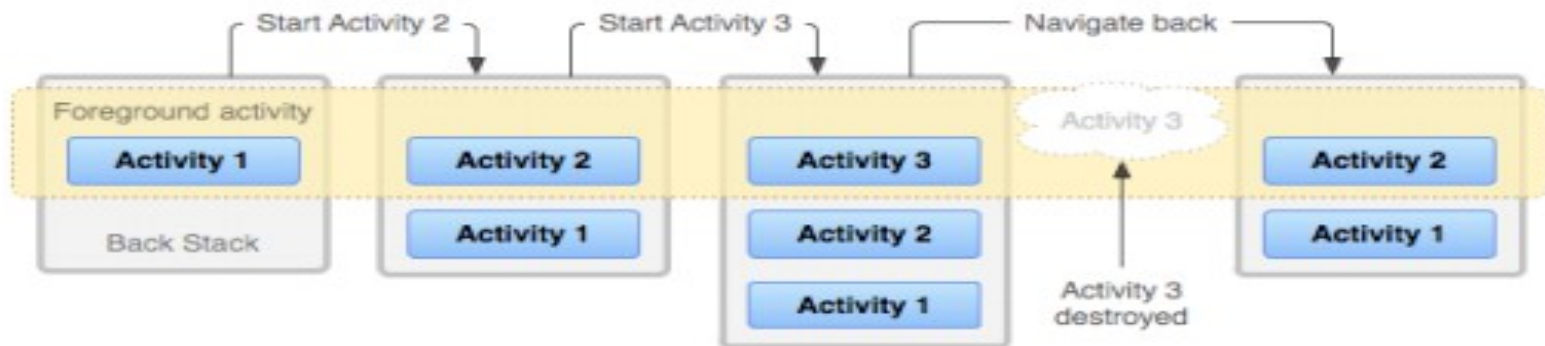 Start Activity 2
Start Activity 3
Navigate back
Foreground activity
Activity 1
Back Stack
Activity 2
Activity 1
Activity 3
Activity 2
Activity 1
Activity 3
Activity 3
destroyed
Activity 2
Activity 1